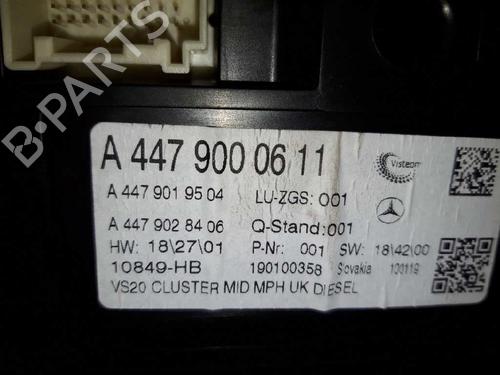 B-PARTS
A 447 900 06 11
Visteon
A 447 901 95 04 LU-ZGS: 001
A 447 902 84 06 Q-Stand: 001
HW: 18\27\01 P-Nr: 001 SW: 18\42\00
10849-HB 190100358 Slovakia 100119
VS20 CLUSTER MID MPH UK DIESEL